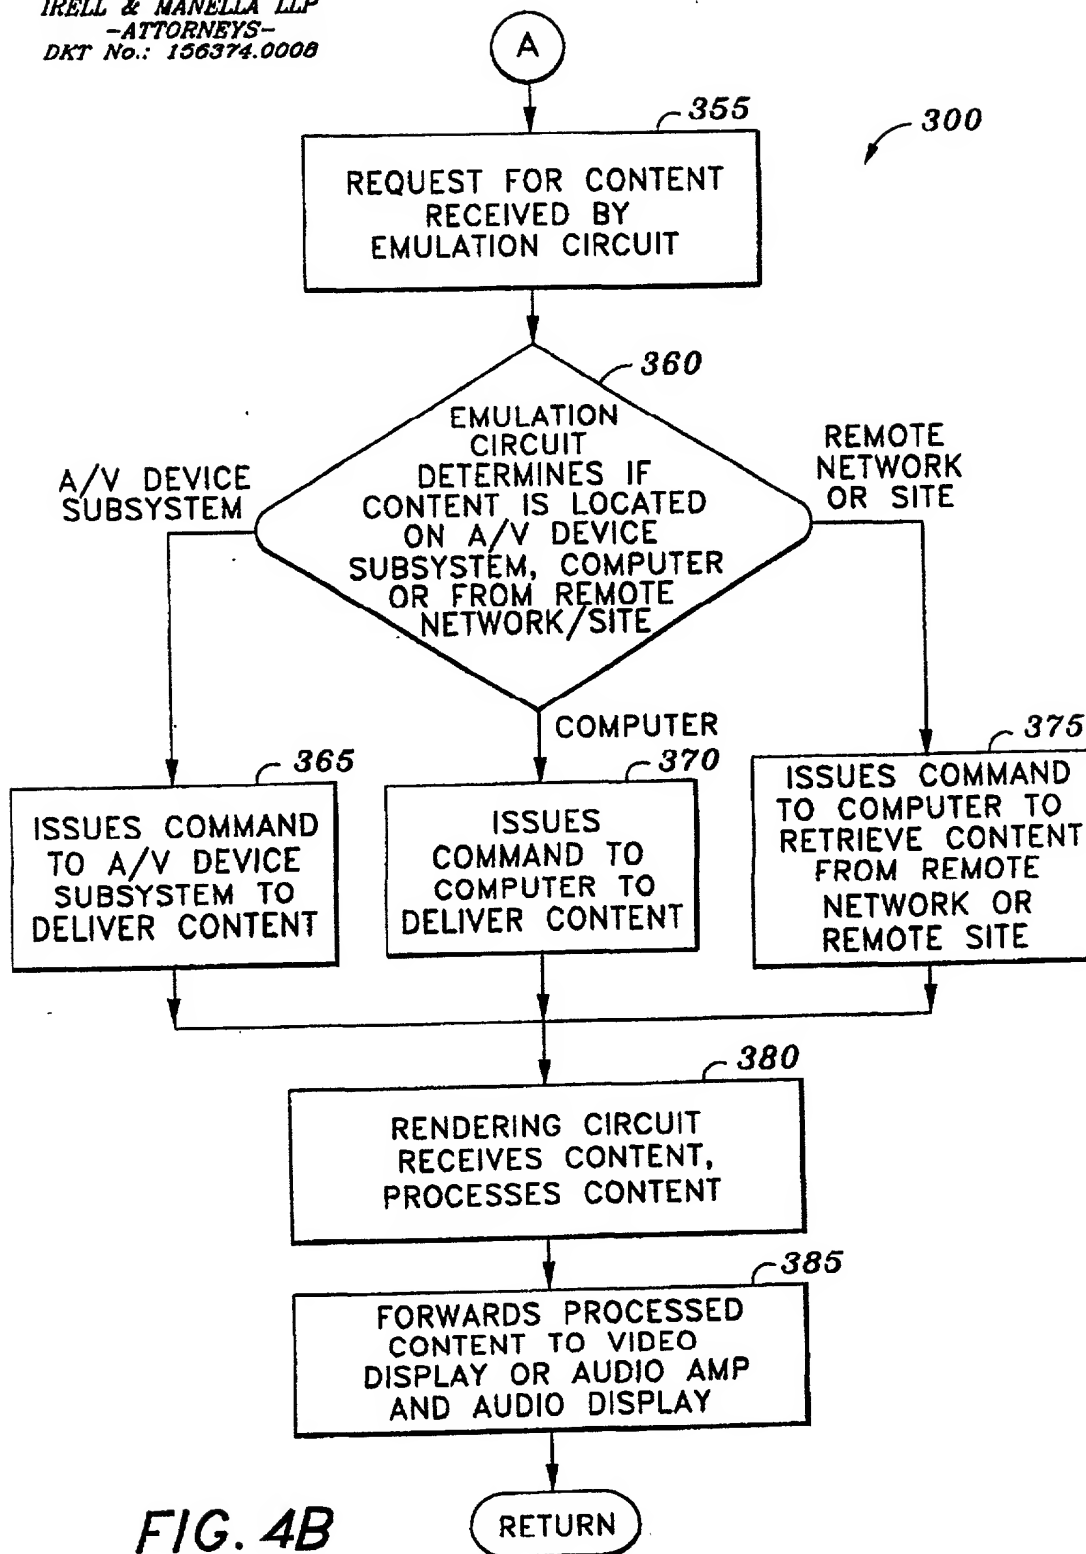 IRELL & MANELLA LLP
-ATTORNEYS-
DKT No.: 156374.0008
A
355
300
REQUEST FOR CONTENT
RECEIVED BY
EMULATION CIRCUIT
360
EMULATION
CIRCUIT
DETERMINES IF
CONTENT IS LOCATED
ON A/V DEVICE
SUBSYSTEM, COMPUTER
OR FROM REMOTE
NETWORK/SITE
A/V DEVICE
SUBSYSTEM
REMOTE
NETWORK
OR SITE
COMPUTER
365
ISSUES COMMAND
TO A/V DEVICE
SUBSYSTEM TO
DELIVER CONTENT
370
ISSUES
COMMAND TO
COMPUTER TO
DELIVER CONTENT
375
ISSUES COMMAND
TO COMPUTER TO
RETRIEVE CONTENT
FROM REMOTE
NETWORK OR
REMOTE SITE
380
RENDERING CIRCUIT
RECEIVES CONTENT,
PROCESSES CONTENT
385
FORWARDS PROCESSED
CONTENT TO VIDEO
DISPLAY OR AUDIO AMP
AND AUDIO DISPLAY
RETURN
FIG. 4B